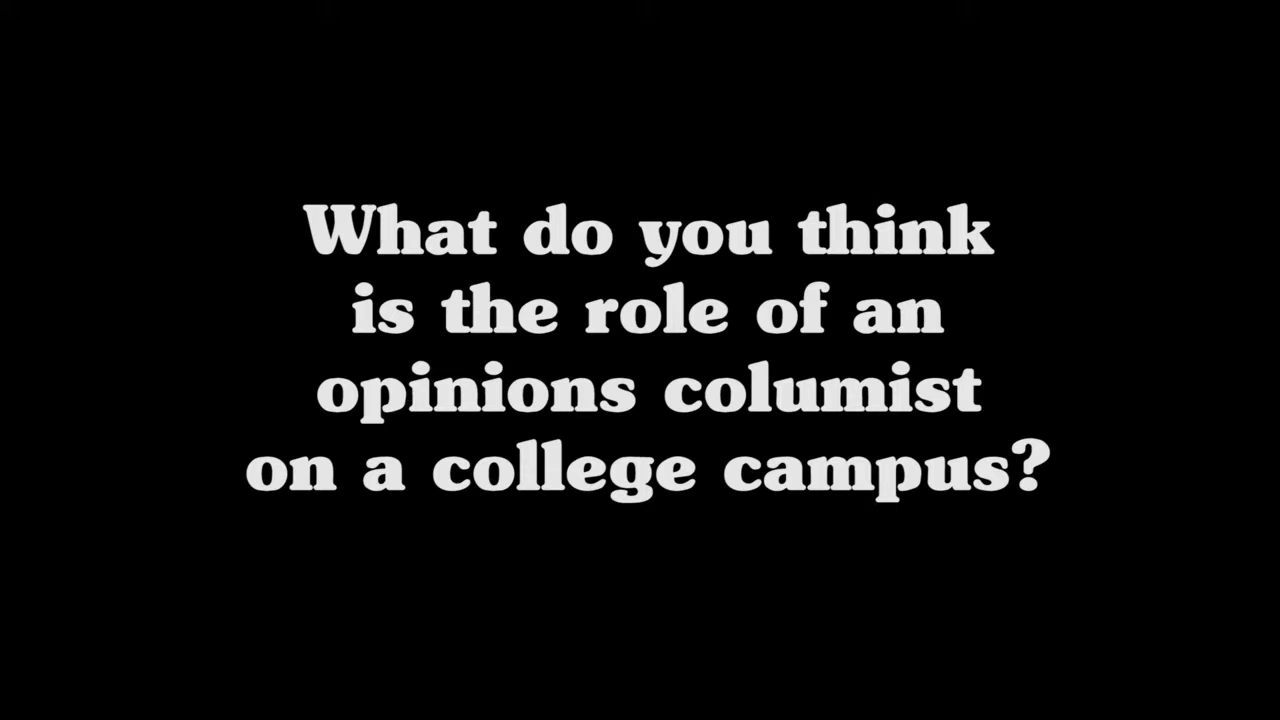 What do you think
is the role of an
opinions columist
on a college campus?